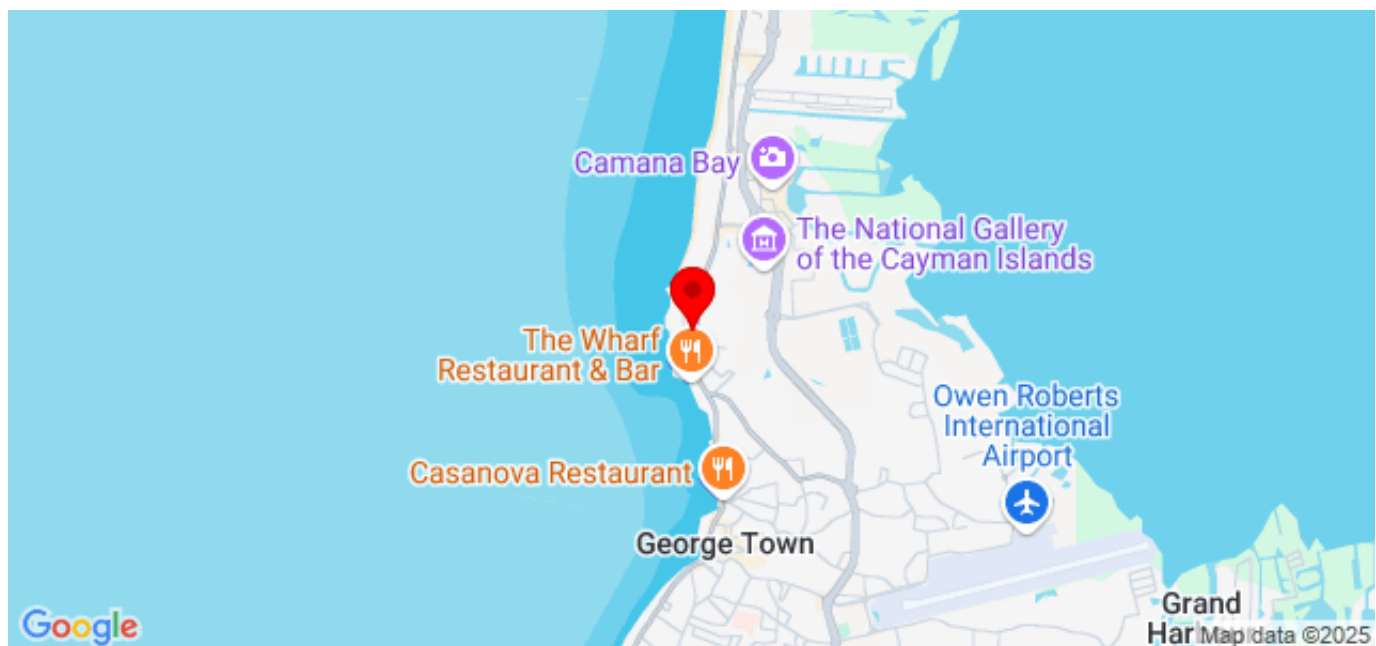 Camana Bay
The National Gallery
of the Cayman Islands
The Wharf
Restaurant & Bar
Owen Roberts
International
Airport
Casanova Restaurant
George Town
Grand
Google
Map data ©2025